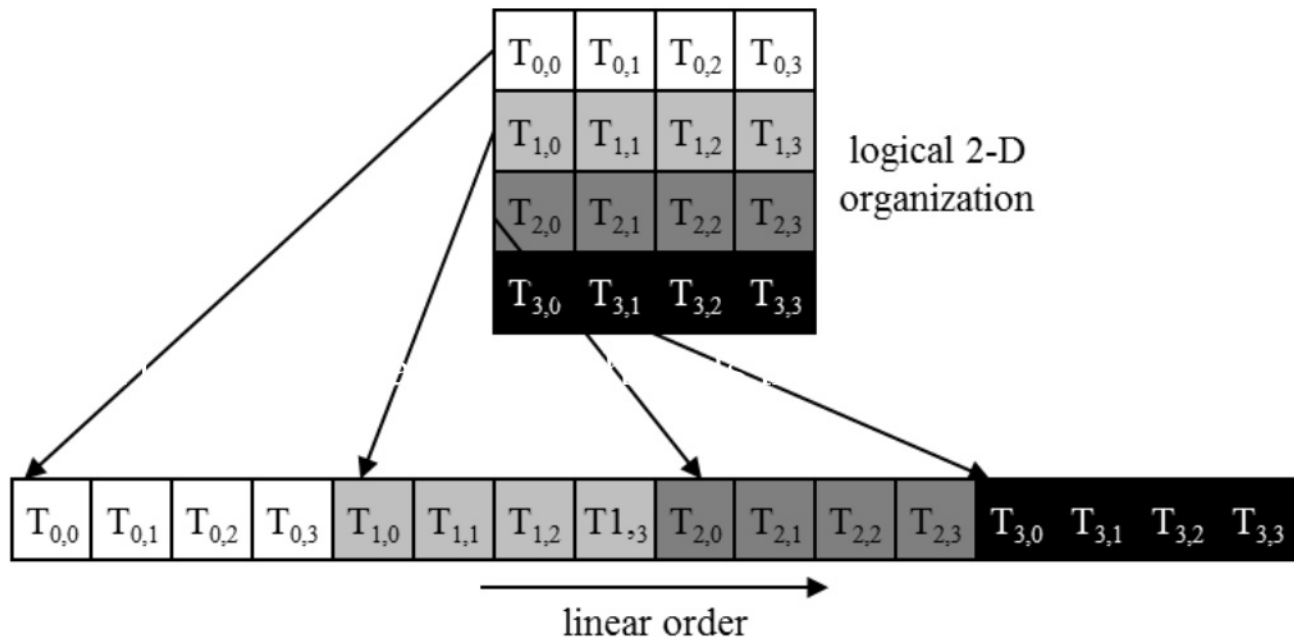 T0,0 T0,1 T0,2 T0,3
T1,0 T1,1 T1,2 T1,3
T2,0 T2,1 T2,2 T2,3
T3,0 T3,1 T3,2 T3,3
logical 2-D
organization
T0,0 T0,1 T0,2 T0,3 T1,0 T1,1 T1,2 T1,3 T2,0 T2,1 T2,2 T2,3 T3,0 T3,1 T3,2 T3,3
linear order